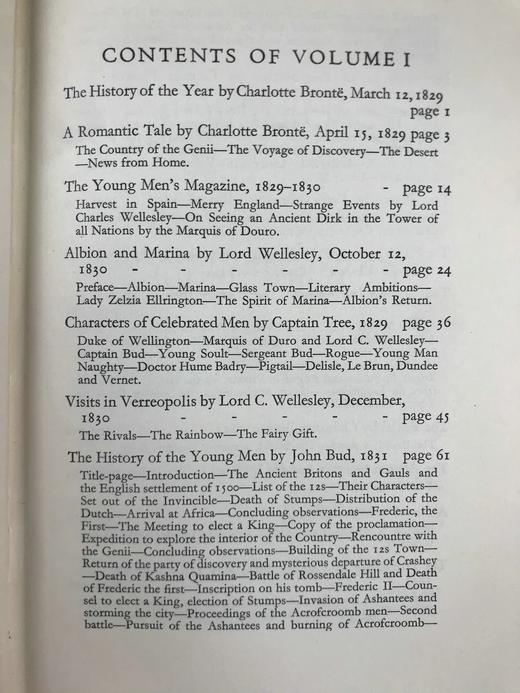 CONTENTS OF VOLUME I
The History of the Year by Charlotte Brontë, March 12, 1829
page 1
A Romantic Tale by Charlotte Brontë, April 15, 1829 page 3
The Country of the Genii—The Voyage of Discovery—The Desert
—News from Home.
The Young Men's Magazine, 1829–1830 - page 14
Harvest in Spain—Merry England—Strange Events by Lord
Charles Wellesley—On Seeing an Ancient Dirk in the Tower of
all Nations by the Marquis of Douro.
Albion and Marina by Lord Wellesley, October 12,
1830 - - - - - page 24
Preface—Albion—Marina—Glass Town—Literary Ambitions—
Lady Zelzia Ellrington—The Spirit of Marina—Albion's Return.
Characters of Celebrated Men by Captain Tree, 1829 page 36
Duke of Wellington—Marquis of Duro and Lord C. Wellesley—
Captain Bud—Young Soult—Sergeant Bud—Rogue—Young Man
Naughty—Doctor Hume Badry—Pigtail—Delisle, Le Brun, Dundee
and Vernet.
Visits in Verreopolis by Lord C. Wellesley, December,
1830 - - - - - page 45
The Rivals—The Rainbow—The Fairy Gift.
The History of the Young Men by John Bud, 1831 page 61
Title-page—Introduction—The Ancient Britons and Gauls and
the English settlement of 1500—List of the 12s—Their Characters—
Set out of the Invincible—Death of Stumps—Distribution of the
Dutch—Arrival at Africa—Concluding observations—Frederic, the
First—The Meeting to elect a King—Copy of the proclamation—
Expedition to explore the interior of the Country—Rencountre with
the Genii—Concluding observations—Building of the 12s Town—
Return of the party of discovery and mysterious departure of Crashey
—Death of Kashna Quamina—Battle of Rossendale Hill and Death
of Frederic the first—Inscription on his tomb—Frederic II—Coun-
sel to elect a King, election of Stumps—Invasion of Ashantees and
storming the city—Proceedings of the Acrofcroomb men—Second
battle—Pursuit of the Ashantees and burning of Acrofcroomb—